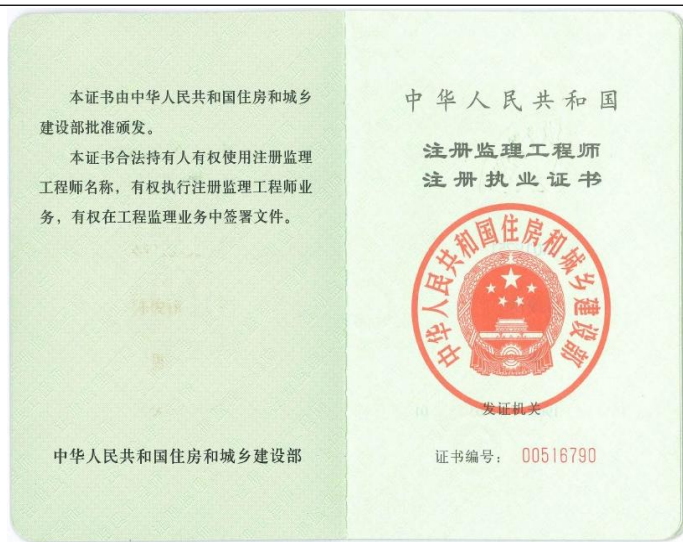 本证书由中华人民共和国住房和城乡
建设部批准颁发。
本证书合法持有人有权使用注册监理
工程师名称，有权执行注册监理工程师业
务，有权在工程监理业务中签署文件。
中华人民共和国住房和城乡建设部
中华人民共和国
注册监理工程师
注册执业证书
中华人民共和国住房和城乡建设部
发证机关
证书编号： 00516790